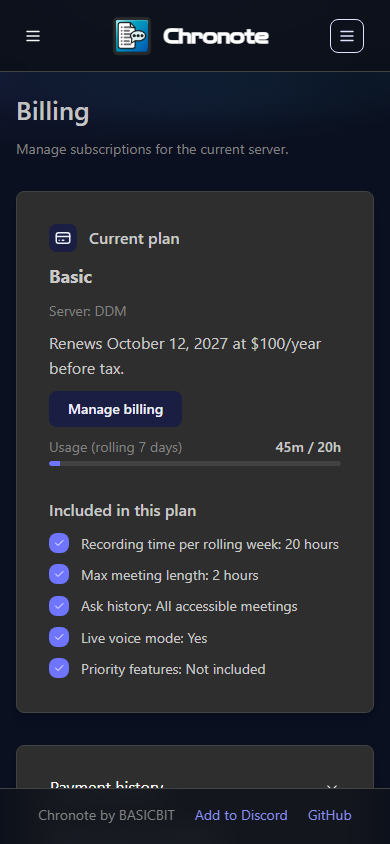 Chronote
Billing
Manage subscriptions for the current server.
Current plan
Basic
Server: DDM
Renews October 12, 2027 at $100/year
before tax.
Manage billing
Usage (rolling 7 days) 45m / 20h
Included in this plan
Recording time per rolling week: 20 hours
Max meeting length: 2 hours
Ask history: All accessible meetings
Live voice mode: Yes
Priority features: Not included
Payment history
Chronote by BASICBIT Add to Discord GitHub